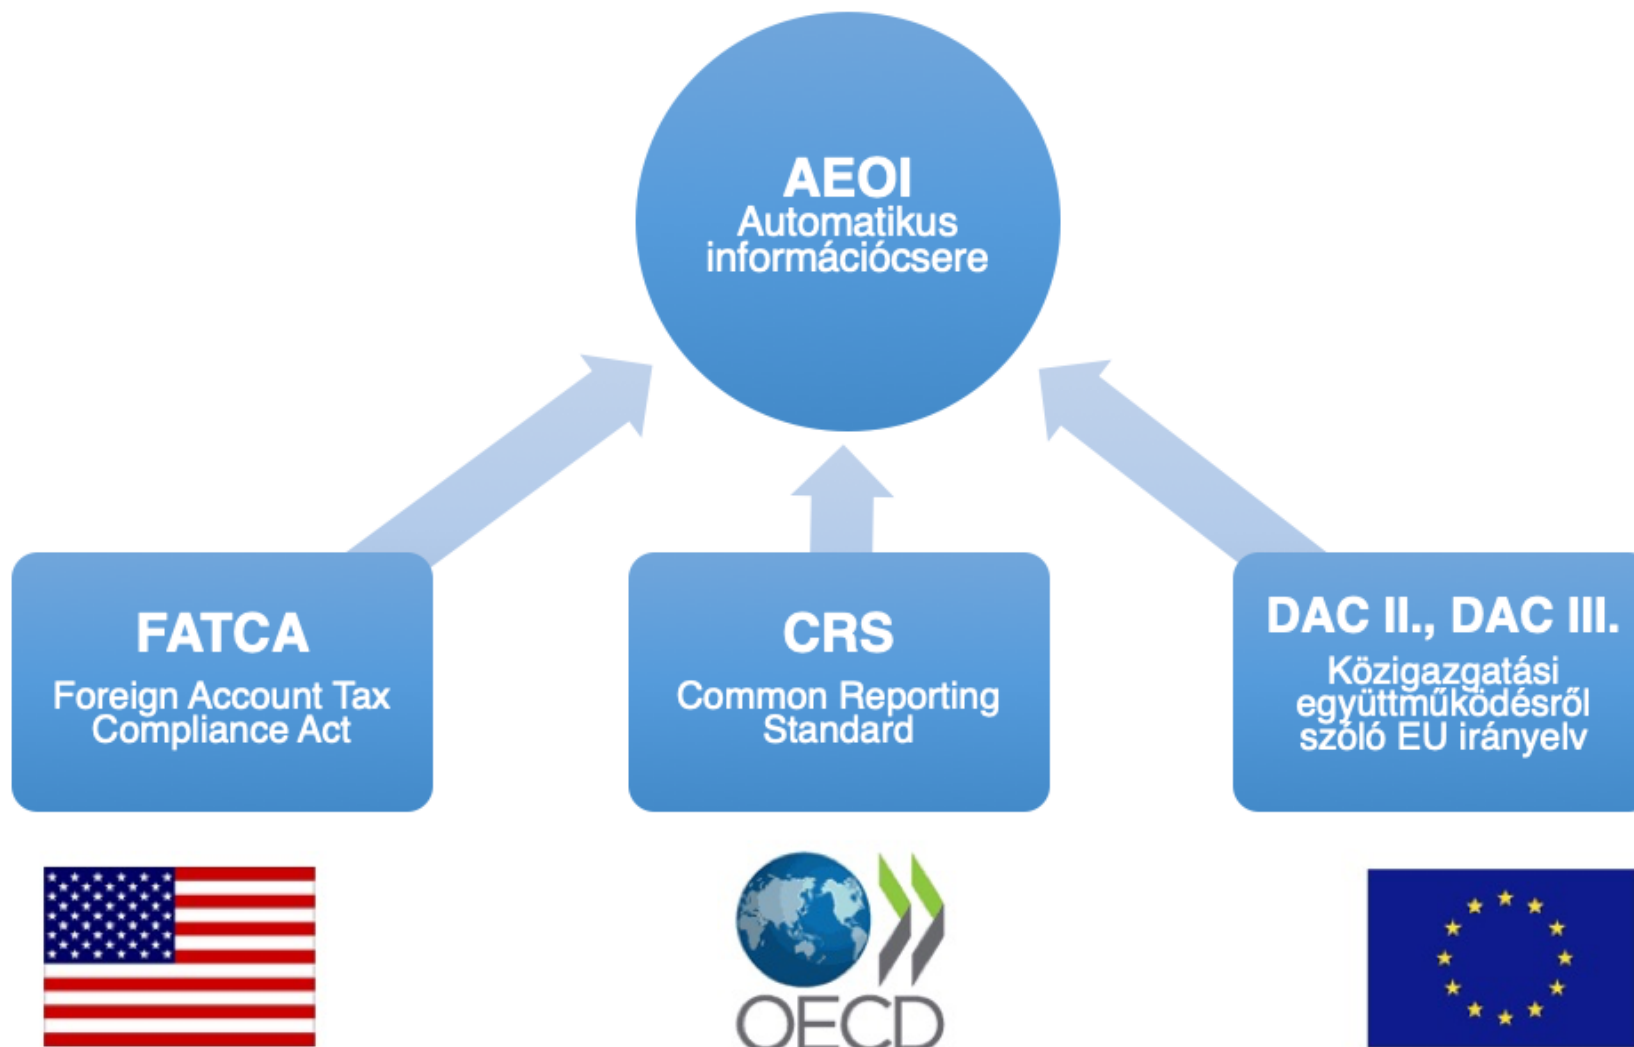 AEOI
Automatikus
információcsere
FATCA
Foreign Account Tax
Compliance Act
CRS
Common Reporting
Standard
DAC II., DAC III.
Közigazgatási
együttműködésről
szóló EU irányelv
OECD